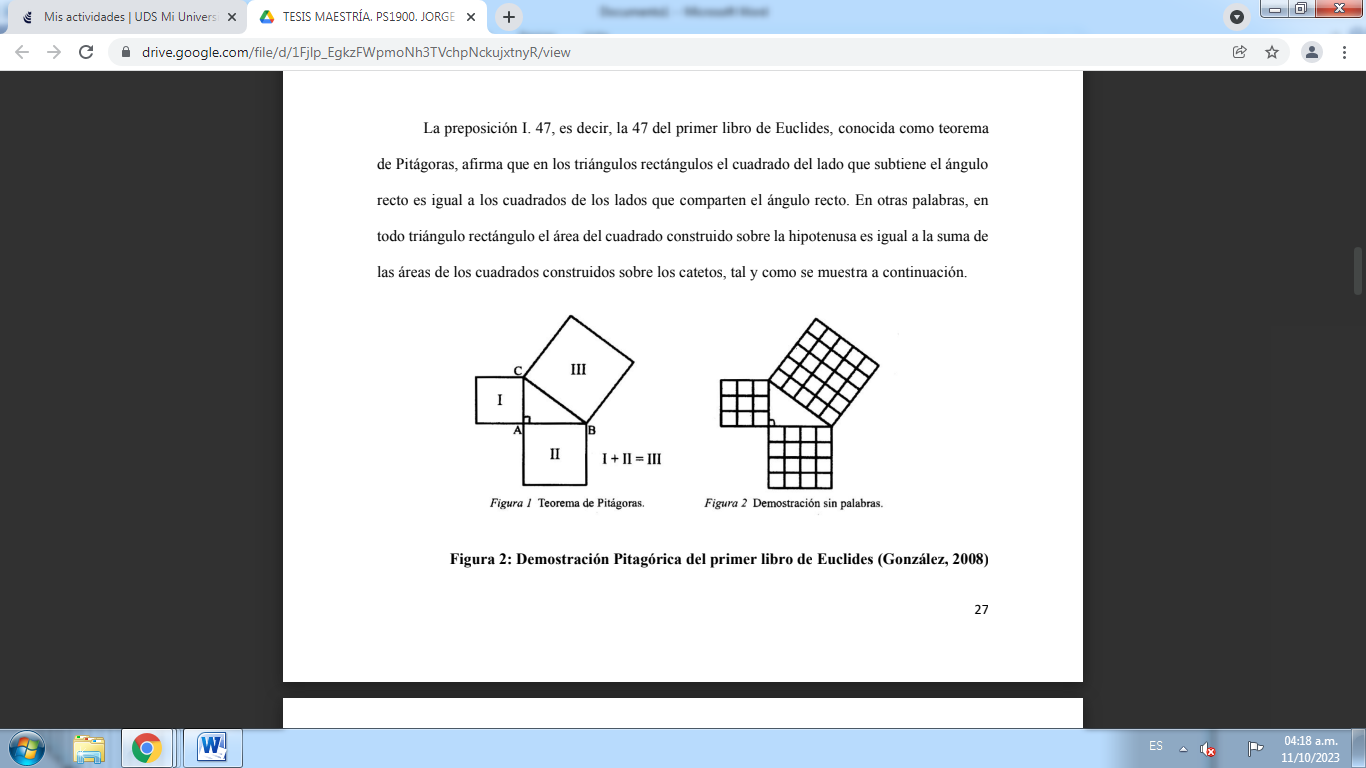 Mis actividades | UDS Mi Univers
TESIS MAESTRÍA. PS1900. JORGE
Documento1 - Microsoft Word
drive.google.com/file/d/1Fjlp_EgkzFWpmoNh3TVchpNckujxtnyR/view
La preposición I. 47, es decir, la 47 del primer libro de Euclides, conocida como teorema
de Pitágoras, afirma que en los triángulos rectángulos el cuadrado del lado que subtiene el ángulo
recto es igual a los cuadrados de los lados que comparten el ángulo recto. En otras palabras, en
todo triángulo rectángulo el área del cuadrado construido sobre la hipotenusa es igual a la suma de
las áreas de los cuadrados construidos sobre los catetos, tal y como se muestra a continuación.
C
III
I
A
B
II
I + II = III
Figura 1 Teorema de Pitágoras.
Figura 2 Demostración sin palabras.
Figura 2: Demostración Pitagórica del primer libro de Euclides (González, 2008)
27
ES
04:18 a.m.
11/10/2023